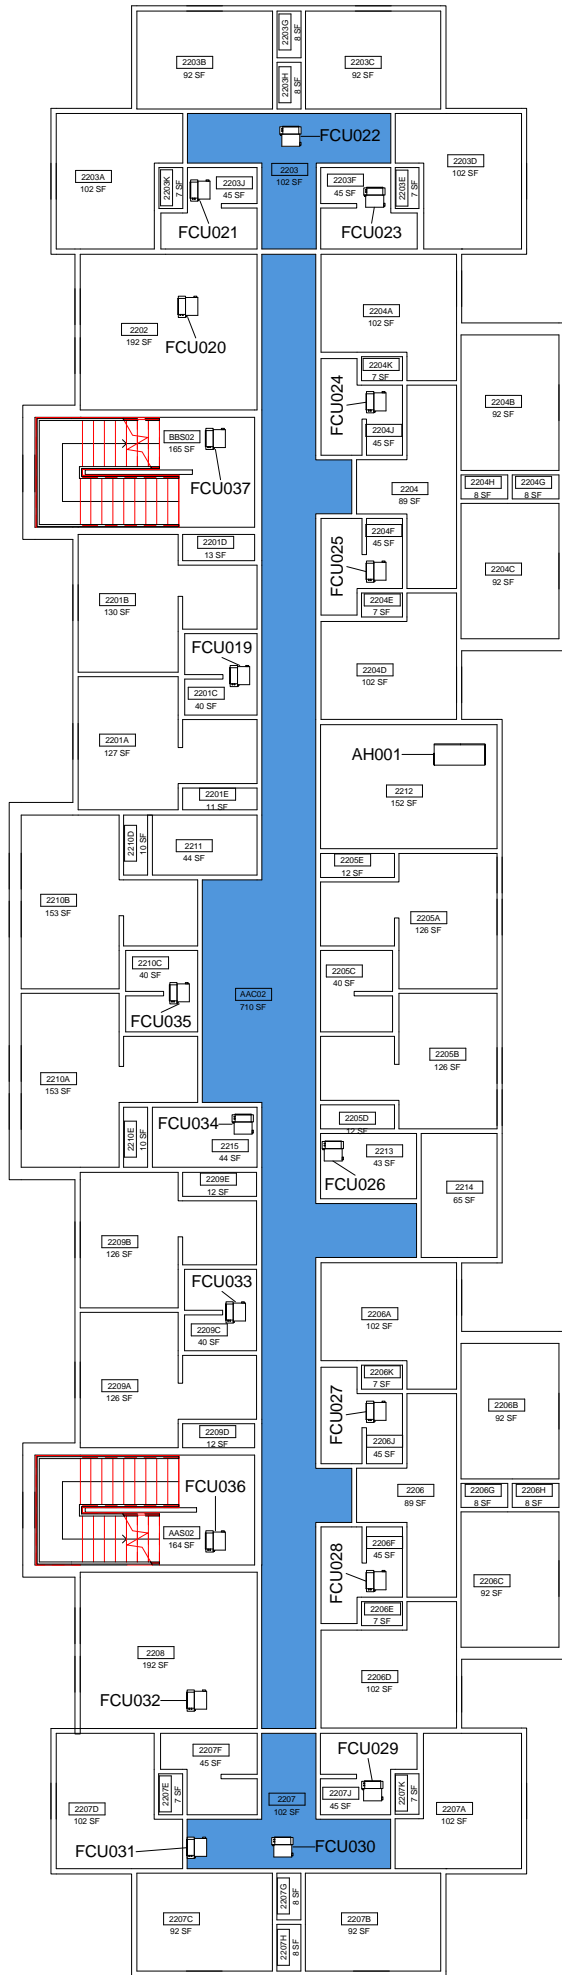 2203G
8 SF
2203B
92 SF
2203C
92 SF
2203H
8 SF
FCU022
2203A
102 SF
2203
102 SF
2203D
102 SF
2203K
7 SF
2203J
45 SF
2203F
45 SF
2203E
7 SF
FCU021
FCU023
2202
192 SF
FCU020
2204A
102 SF
2204K
7 SF
FCU024
2204B
92 SF
2204J
45 SF
BBS02
165 SF
FCU037
2204
89 SF
2204H
8 SF
2204G
8 SF
2204F
45 SF
FCU025
2201D
13 SF
2204C
92 SF
2201B
130 SF
2204E
7 SF
FCU019
2204D
102 SF
2201C
40 SF
2201A
127 SF
AH001
2212
152 SF
2201E
11 SF
2210D
10 SF
2211
44 SF
2205E
12 SF
2210B
153 SF
2205A
126 SF
2210C
40 SF
2205C
40 SF
AAC02
710 SF
FCU035
2205B
126 SF
2210A
153 SF
2210E
10 SF
FCU034
2215
44 SF
2205D
12 SF
2213
43 SF
FCU026
2214
65 SF
2209E
12 SF
2209B
126 SF
FCU033
2209C
40 SF
2206A
102 SF
2209A
126 SF
2206K
7 SF
FCU027
2206B
92 SF
2209D
12 SF
2206J
45 SF
FCU036
2206
89 SF
2206G
8 SF
2206H
8 SF
AAS02
164 SF
2206F
45 SF
FCU028
2206C
92 SF
2206E
7 SF
2208
192 SF
2206D
102 SF
FCU032
2207F
45 SF
FCU029
2207E
7 SF
2207D
102 SF
2207
102 SF
2207J
45 SF
2207K
7 SF
2207A
102 SF
FCU031
FCU030
2207G
8 SF
2207C
92 SF
2207B
92 SF
2207H
8 SF